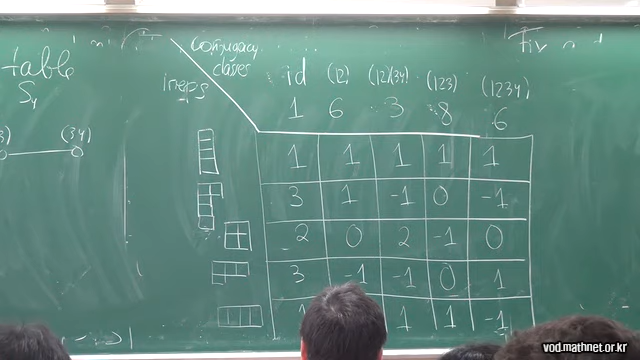 table
S₄
(34)
conjugacy
classes
irreps
id (12) (12)(34) (123) (1234)
1 6 3 8 6
1 1 1 1 1
3 1 -1 0 -1
2 0 2 -1 0
3 -1 -1 0 1
1 1 1 -1
vod.mathnet.or.kr